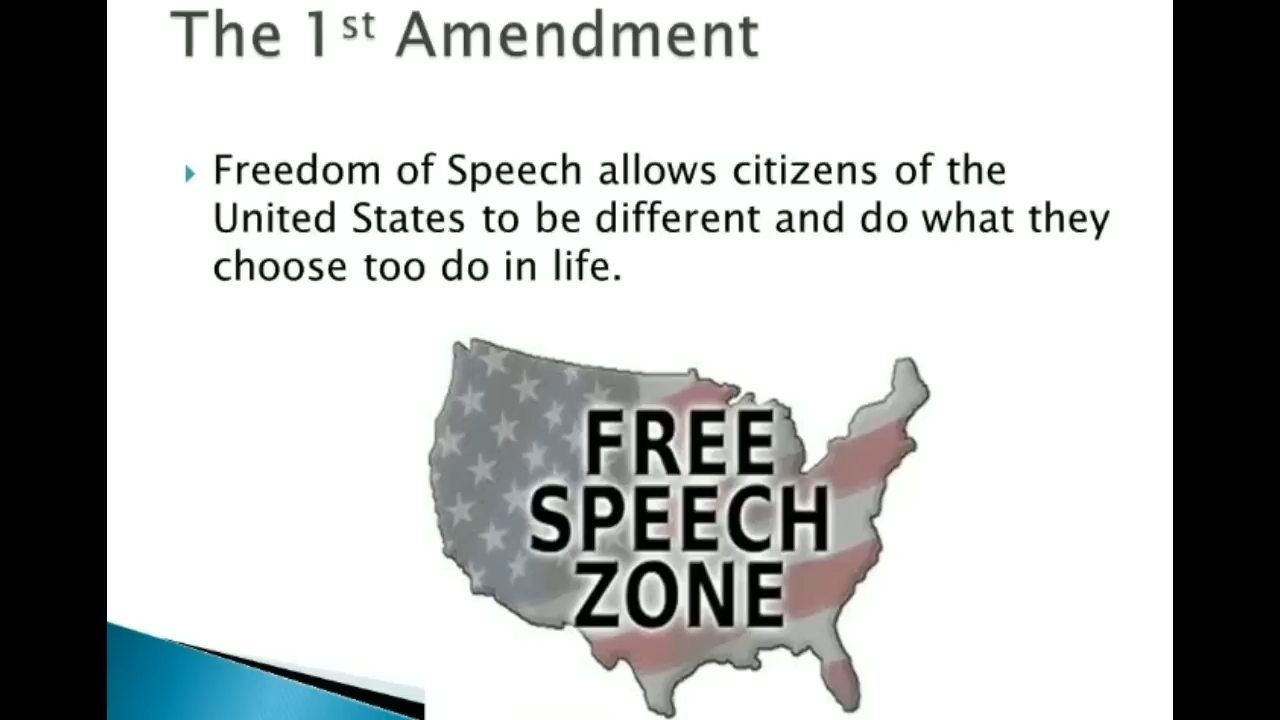 The 1st Amendment
Freedom of Speech allows citizens of the
United States to be different and do what they
choose too do in life.
FREE
SPEECH
ZONE